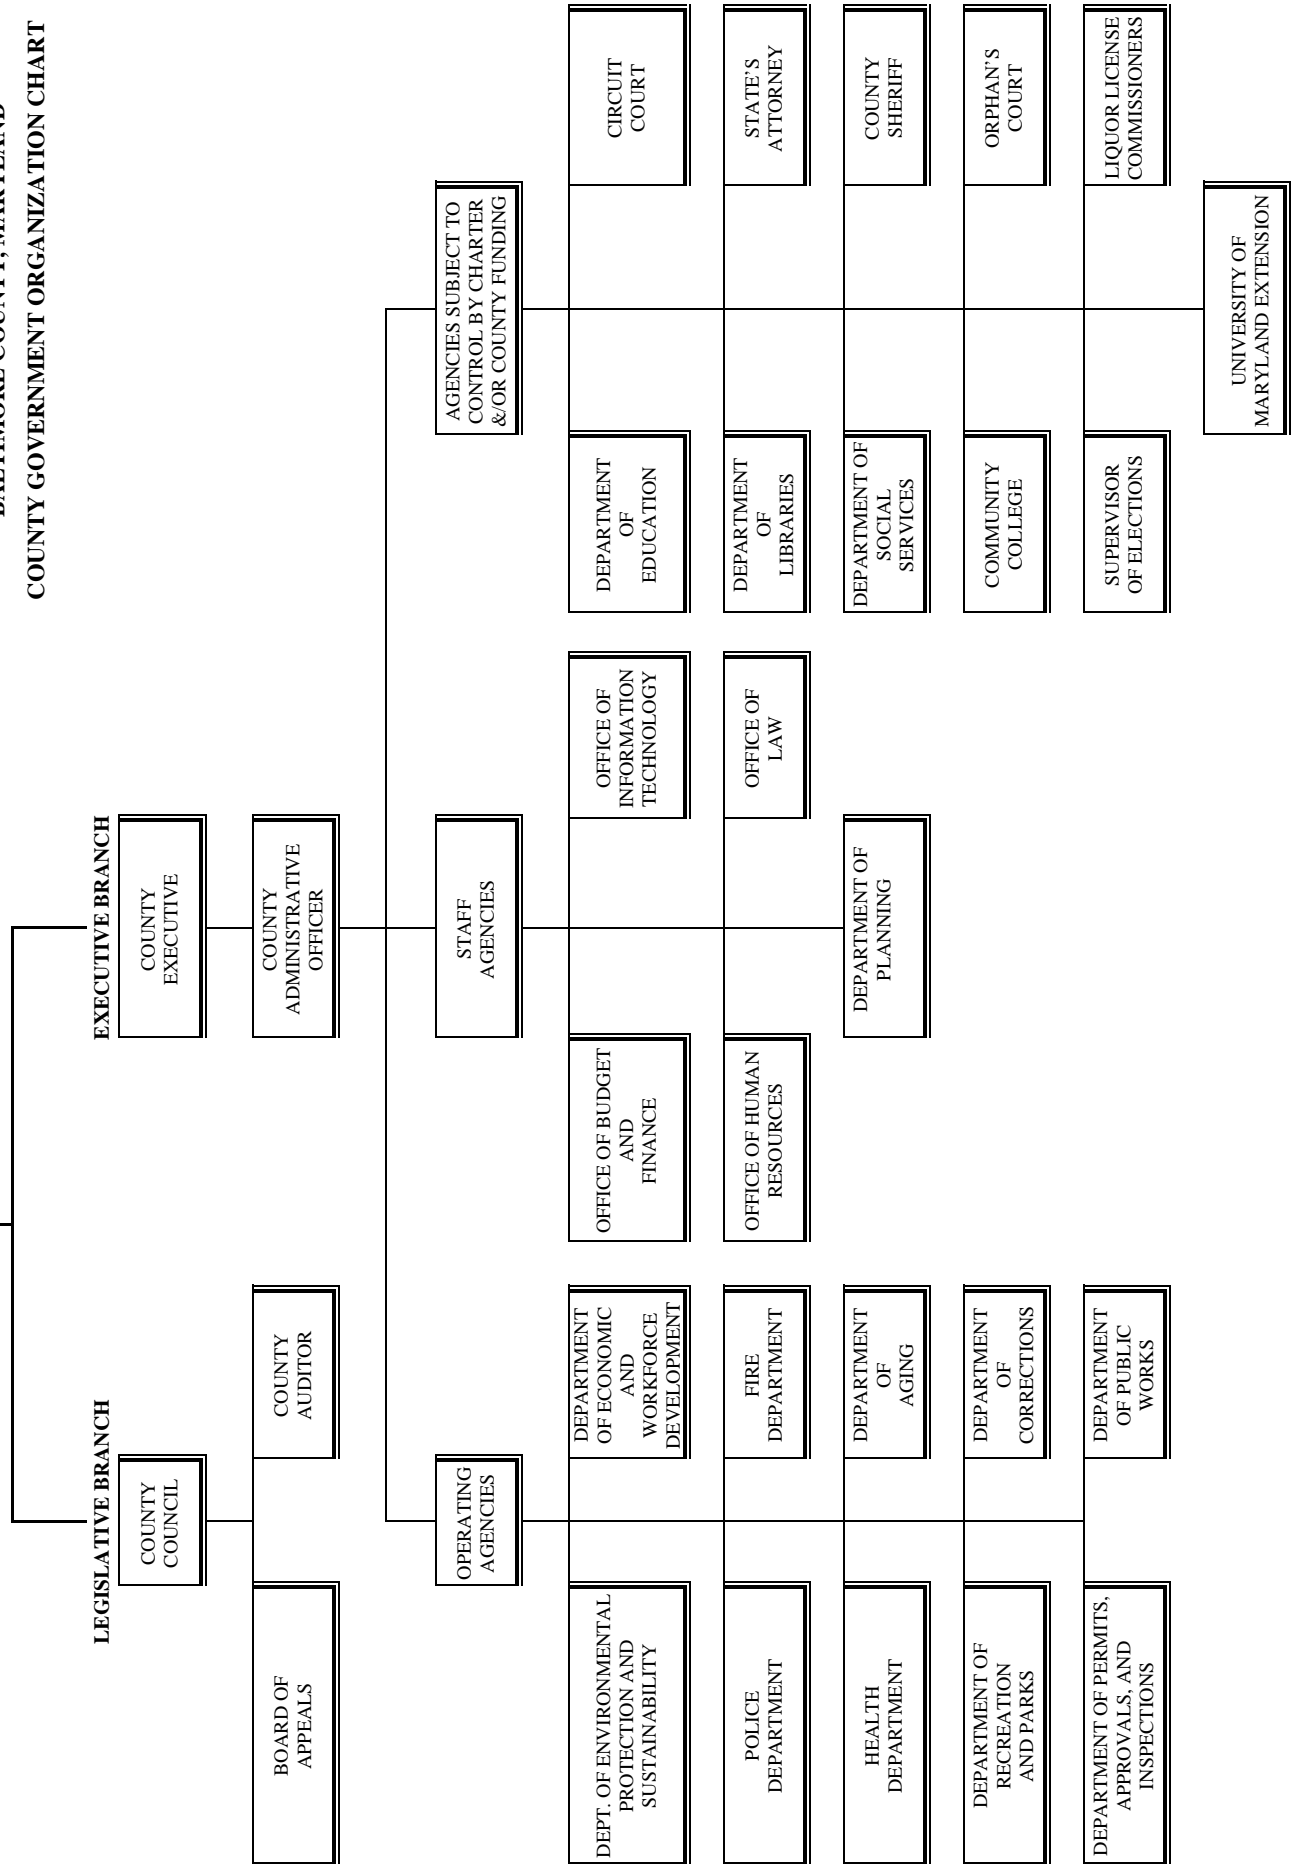 BALTIMORE COUNTY, MARYLAND
COUNTY GOVERNMENT ORGANIZATION CHART
LEGISLATIVE BRANCH
EXECUTIVE BRANCH
COUNTY
COUNCIL
COUNTY
EXECUTIVE
BOARD OF
APPEALS
COUNTY
AUDITOR
COUNTY
ADMINISTRATIVE
OFFICER
OPERATING
AGENCIES
STAFF
AGENCIES
AGENCIES SUBJECT TO
CONTROL BY CHARTER
&/OR COUNTY FUNDING
DEPT. OF ENVIRONMENTAL
PROTECTION AND
SUSTAINABILITY
DEPARTMENT
OF ECONOMIC
AND
WORKFORCE
DEVELOPMENT
OFFICE OF BUDGET
AND
FINANCE
OFFICE OF
INFORMATION
TECHNOLOGY
DEPARTMENT
OF
EDUCATION
CIRCUIT
COURT
POLICE
DEPARTMENT
FIRE
DEPARTMENT
OFFICE OF HUMAN
RESOURCES
OFFICE OF
LAW
DEPARTMENT
OF
LIBRARIES
STATE'S
ATTORNEY
HEALTH
DEPARTMENT
DEPARTMENT
OF
AGING
DEPARTMENT OF
PLANNING
DEPARTMENT OF
SOCIAL
SERVICES
COUNTY
SHERIFF
DEPARTMENT OF
RECREATION
AND PARKS
DEPARTMENT
OF
CORRECTIONS
COMMUNITY
COLLEGE
ORPHAN'S
COURT
DEPARTMENT OF PERMITS,
APPROVALS, AND
INSPECTIONS
DEPARTMENT
OF PUBLIC
WORKS
SUPERVISOR
OF ELECTIONS
LIQUOR LICENSE
COMMISSIONERS
UNIVERSITY OF
MARYLAND EXTENSION